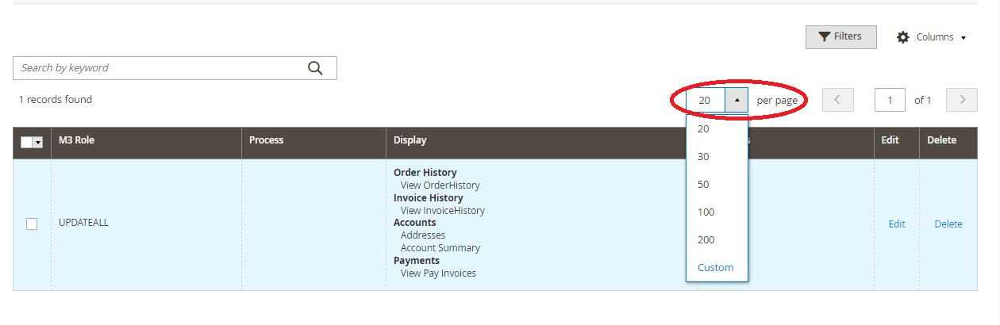 Filters
Columns
Search by keyword
1 records found
20 per page
1 of 1
20
30
50
100
200
Custom
M3 Role Process Display Edit Delete
Order History
View OrderHistory
Invoice History
View InvoiceHistory
Accounts
UPDATEALL
Addresses
Edit Delete
Account Summary
Payments
View Pay Invoices